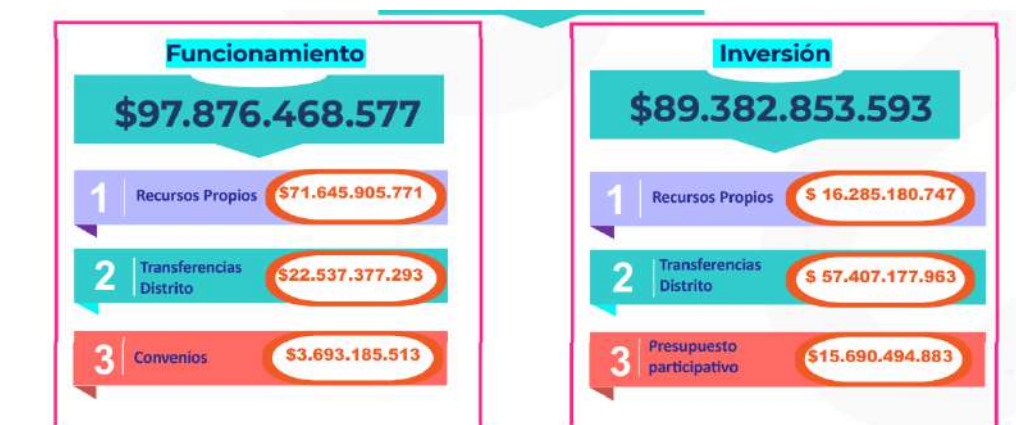 Funcionamiento
$97.876.468.577
1 Recursos Propios $71.645.905.771
2 Transferencias Distrito $22.537.377.293
3 Convenios $3.693.185.513
Inversión
$89.382.853.593
1 Recursos Propios $ 16.285.180.747
2 Transferencias Distrito $ 57.407.177.963
3 Presupuesto participativo $15.690.494.883